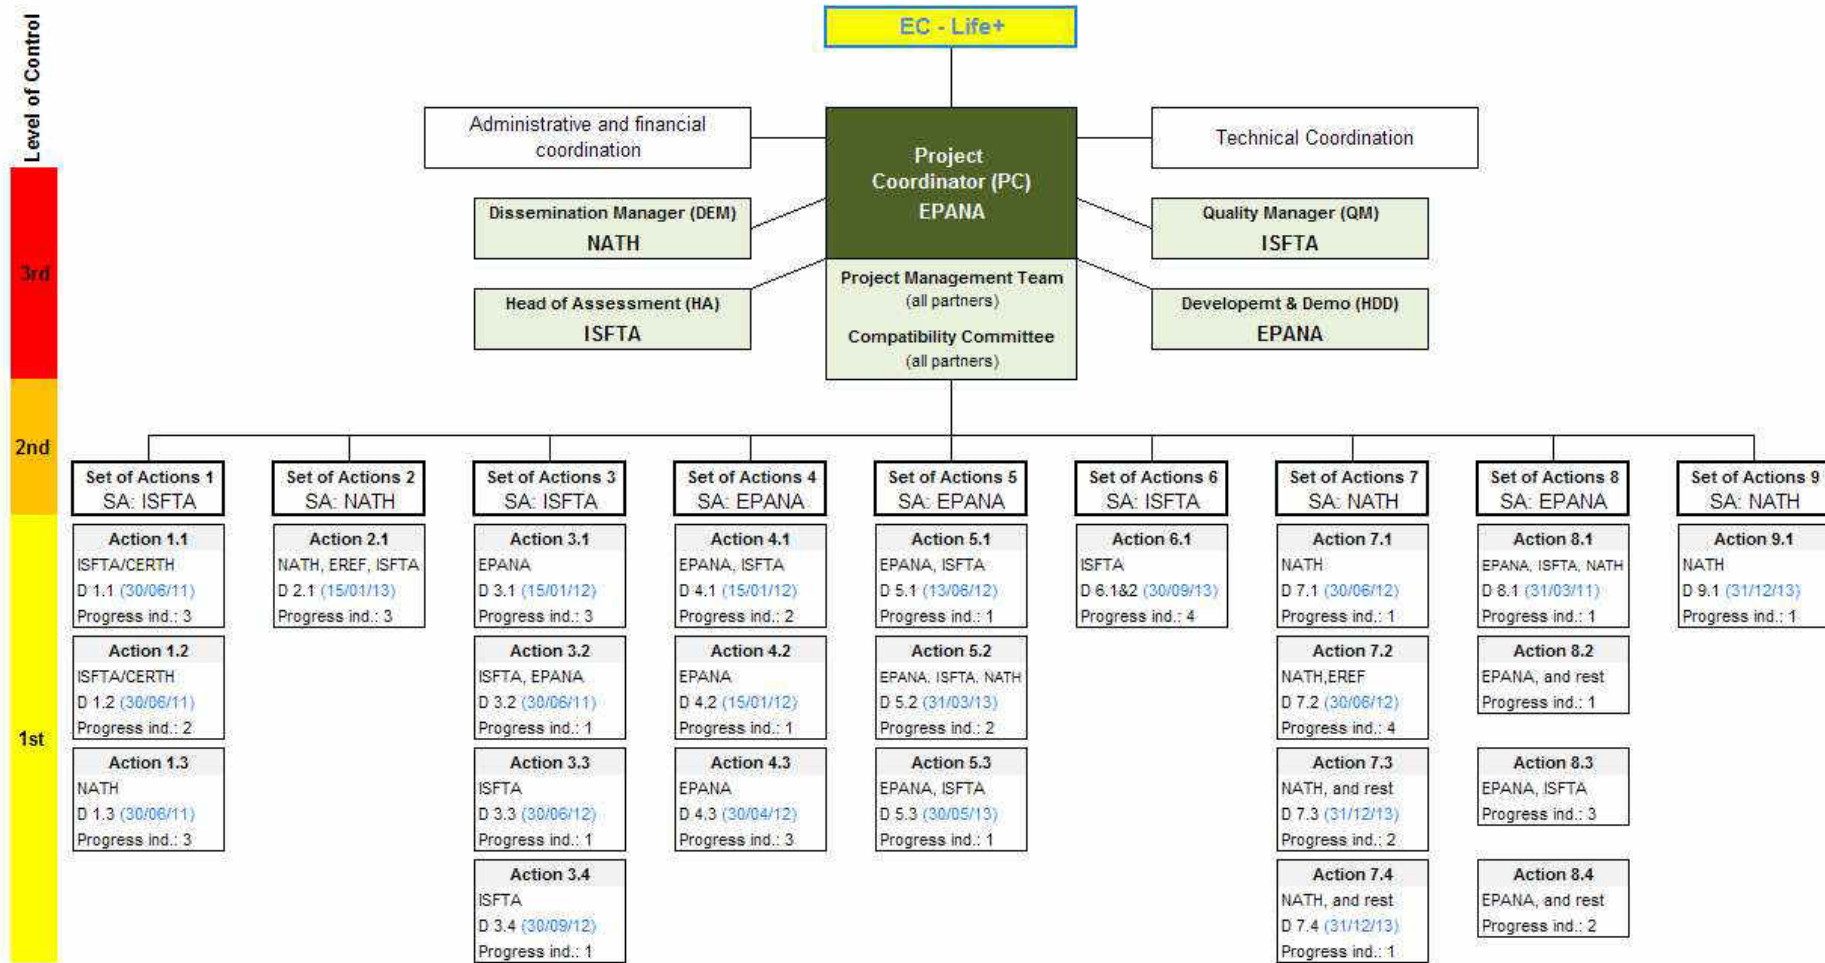 Level of Control
EC - Life+
Administrative and financial
coordination
Technical Coordination
Project
Coordinator (PC)
EPANA
Dissemination Manager (DEM)
NATH
Quality Manager (QM)
ISFTA
3rd
Project Management Team
(all partners)
Compatibility Committee
(all partners)
Head of Assessment (HA)
ISFTA
Developemt & Demo (HDD)
EPANA
2nd
Set of Actions 1
SA: ISFTA
Set of Actions 2
SA: NATH
Set of Actions 3
SA: ISFTA
Set of Actions 4
SA: EPANA
Set of Actions 5
SA: EPANA
Set of Actions 6
SA: ISFTA
Set of Actions 7
SA: NATH
Set of Actions 8
SA: EPANA
Set of Actions 9
SA: NATH
1st
Action 1.1
ISFTA/CERTH
D 1.1 (30/06/11)
Progress ind.: 3
Action 1.2
ISFTA/CERTH
D 1.2 (30/06/11)
Progress ind.: 2
Action 1.3
NATH
D 1.3 (30/06/11)
Progress ind.: 3
Action 2.1
NATH, EREF, ISFTA
D 2.1 (15/01/13)
Progress ind.: 3
Action 3.1
EPANA
D 3.1 (15/01/12)
Progress ind.: 3
Action 3.2
ISFTA, EPANA
D 3.2 (30/06/11)
Progress ind.: 1
Action 3.3
ISFTA
D 3.3 (30/06/12)
Progress ind.: 1
Action 3.4
ISFTA
D 3.4 (30/09/12)
Progress ind.: 1
Action 4.1
EPANA, ISFTA
D 4.1 (15/01/12)
Progress ind.: 2
Action 4.2
EPANA
D 4.2 (15/01/12)
Progress ind.: 1
Action 4.3
EPANA
D 4.3 (30/04/12)
Progress ind.: 3
Action 5.1
EPANA, ISFTA
D 5.1 (13/06/12)
Progress ind.: 1
Action 5.2
EPANA, ISFTA, NATH
D 5.2 (31/03/13)
Progress ind.: 2
Action 5.3
EPANA, ISFTA
D 5.3 (30/05/13)
Progress ind.: 1
Action 6.1
ISFTA
D 6.1&2 (30/09/13)
Progress ind.: 4
Action 7.1
NATH
D 7.1 (30/06/12)
Progress ind.: 1
Action 7.2
NATH,EREF
D 7.2 (30/06/12)
Progress ind.: 4
Action 7.3
NATH, and rest
D 7.3 (31/12/13)
Progress ind.: 2
Action 7.4
NATH, and rest
D 7.4 (31/12/13)
Progress ind.: 1
Action 8.1
EPANA, ISFTA, NATH
D 8.1 (31/03/11)
Progress ind.: 1
Action 8.2
EPANA, and rest
Progress ind.: 1
Action 8.3
EPANA, ISFTA
Progress ind.: 3
Action 8.4
EPANA, and rest
Progress ind.: 2
Action 9.1
NATH
D 9.1 (31/12/13)
Progress ind.: 1